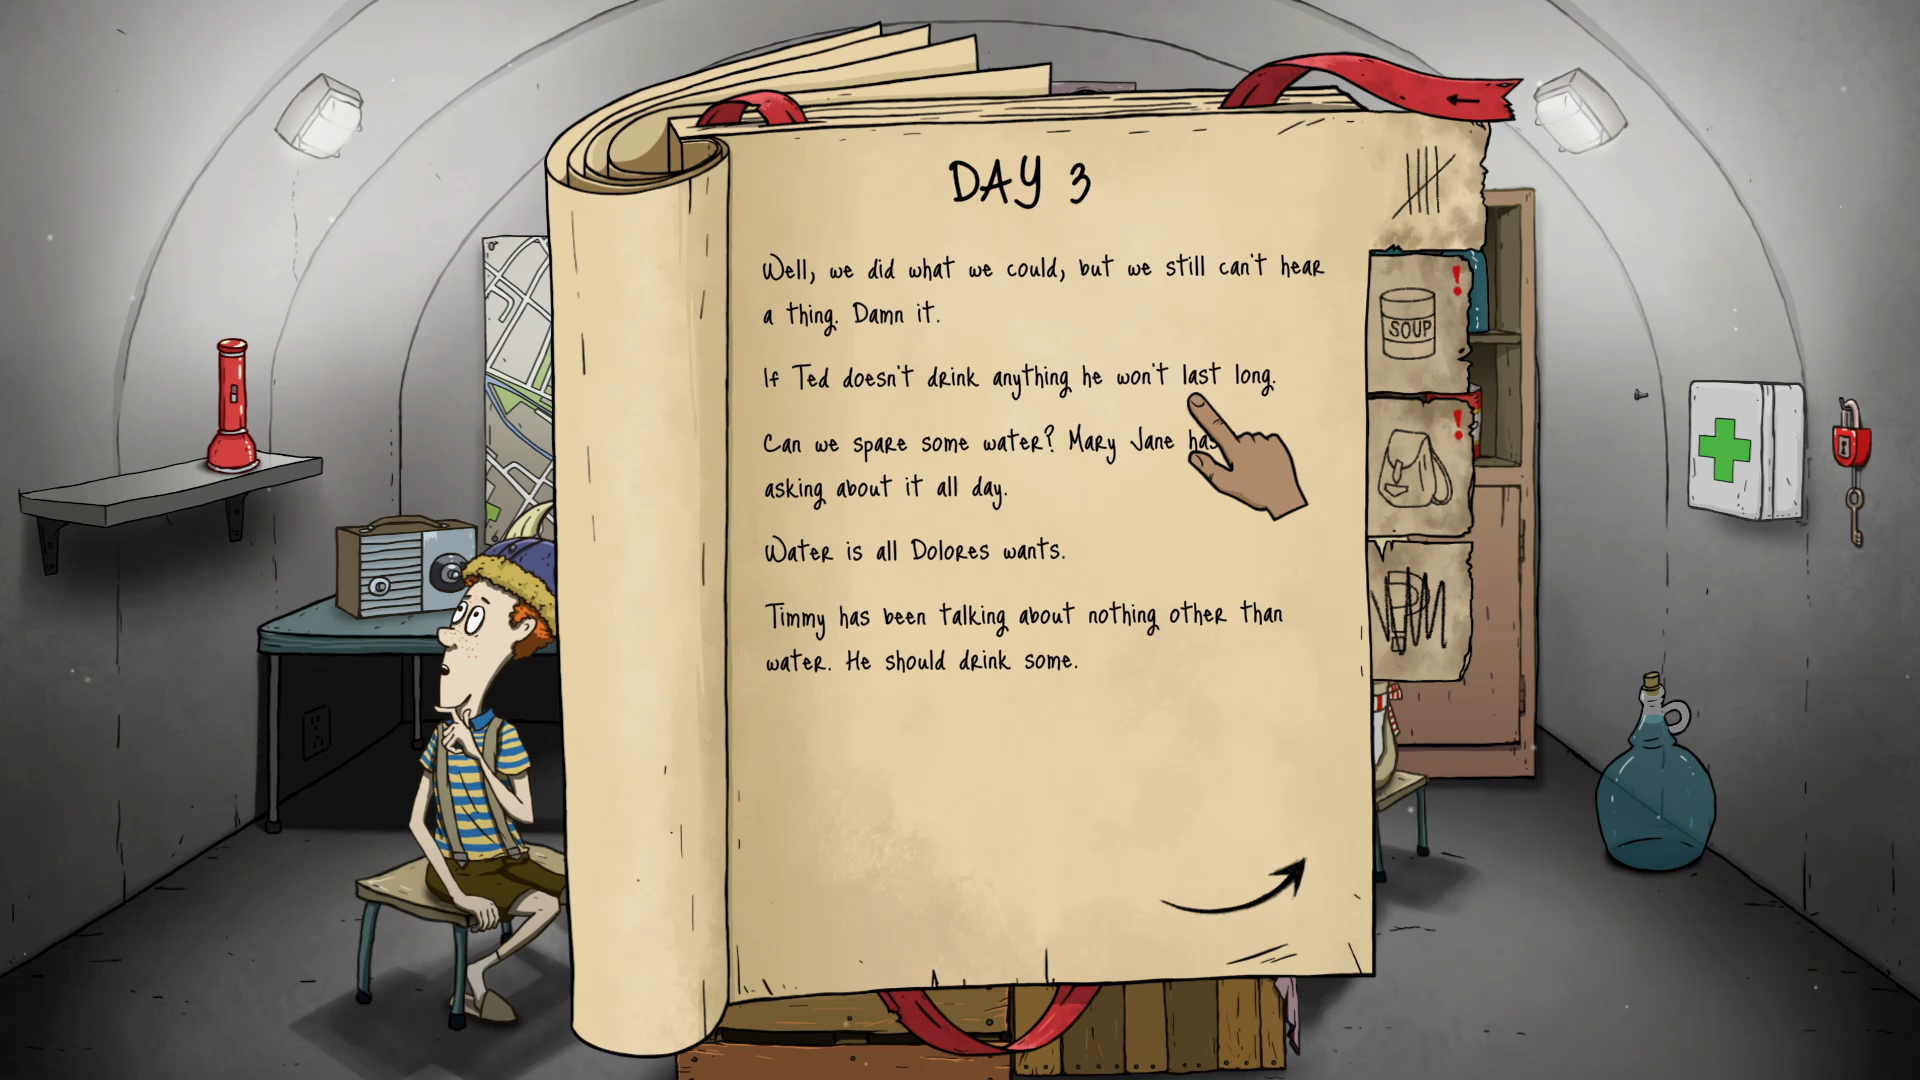 DAY 3
Well, we did what we could, but we still can't hear
a thing. Damn it.
If Ted doesn't drink anything he won't last long.
Can we spare some water? Mary Jane has
asking about it all day.
Water is all Dolores wants.
Timmy has been talking about nothing other than
water. He should drink some.
SOUP